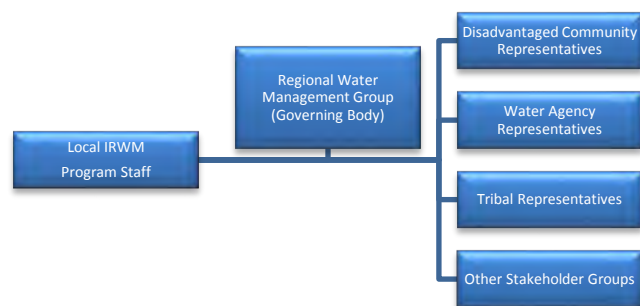 Disadvantaged Community
Representatives
Regional Water
Management Group
(Governing Body)
Water Agency
Representatives
Local IRWM
Program Staff
Tribal Representatives
Other Stakeholder Groups